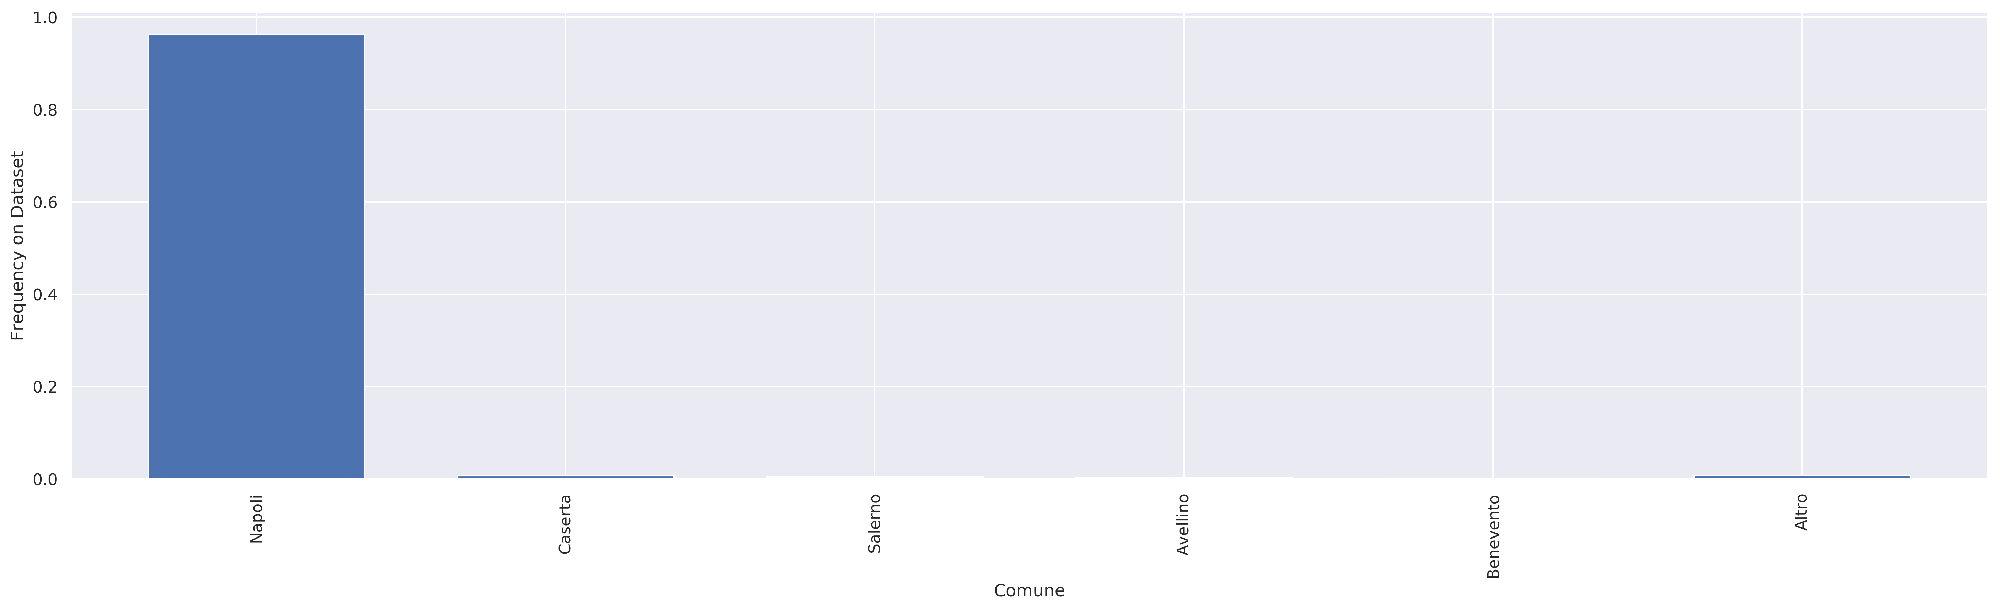 1.0
0.8
0.6
0.4
0.2
0.0
Frequency on Dataset
Napoli
Caserta
Salerno
Avellino
Benevento
Altro
Comune